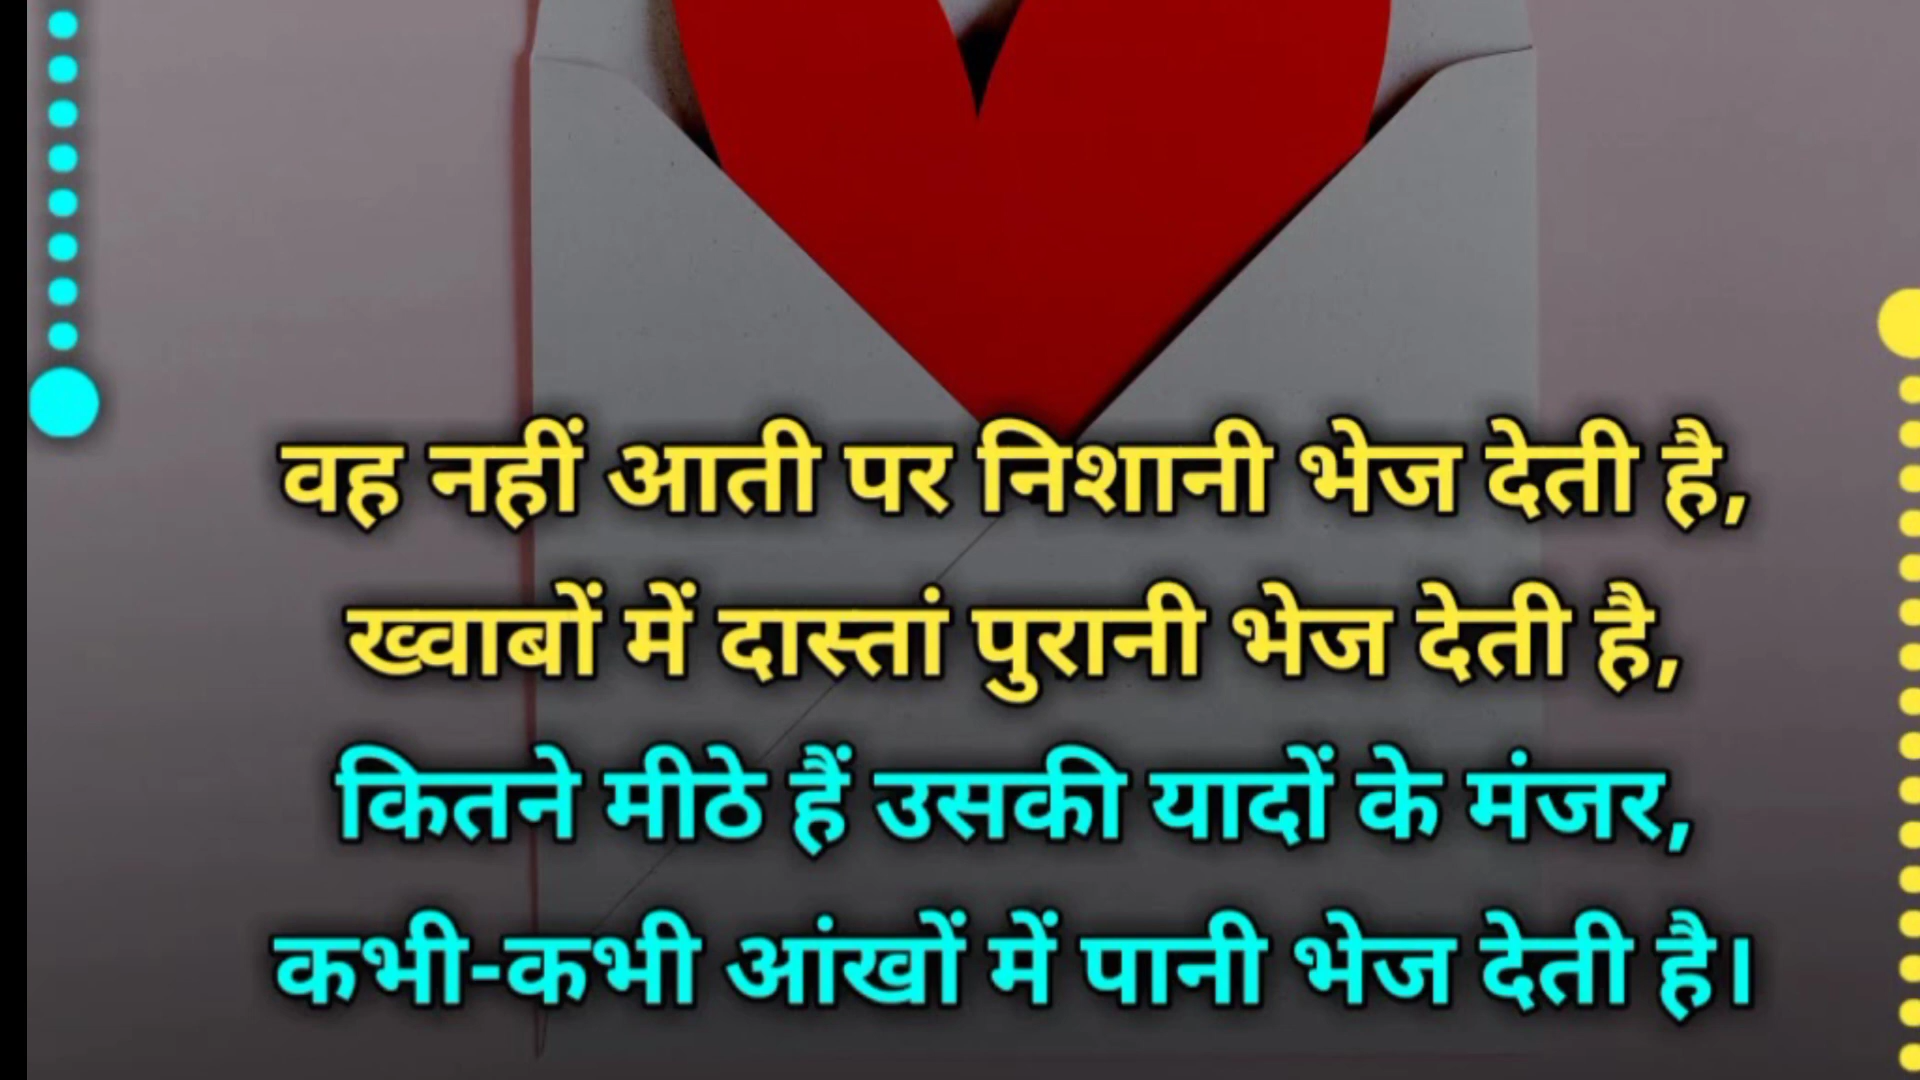 वह नहीं आती पर निशानी भेज देती है,
ख्वाबों में दास्तां पुरानी भेज देती है,
कितने मीठे हैं उसकी यादों के मंजर,
कभी-कभी आंखों में पानी भेज देती है।